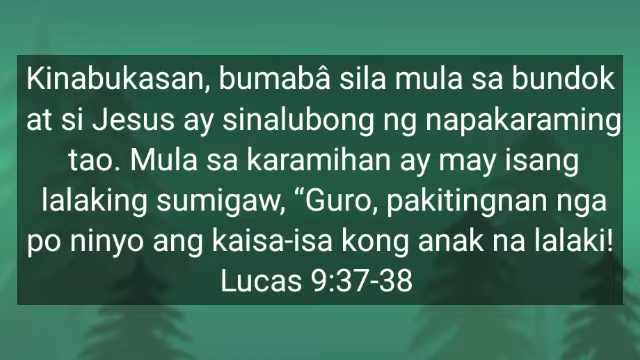 Kinabukasan, bumabâ sila mula sa bundok
at si Jesus ay sinalubong ng napakaraming
tao. Mula sa karamihan ay may isang
lalaking sumigaw, “Guro, pakitingnan nga
po ninyo ang kaisa-isa kong anak na lalaki!
Lucas 9:37-38